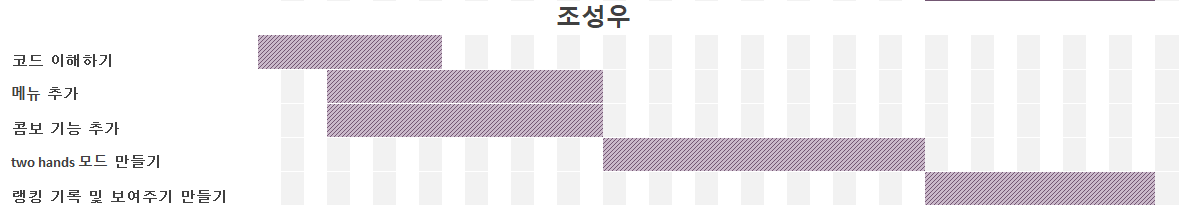 조성우
코드 이해하기
메뉴 추가
콤보 기능 추가
two hands 모드 만들기
랭킹 기록 및 보여주기 만들기